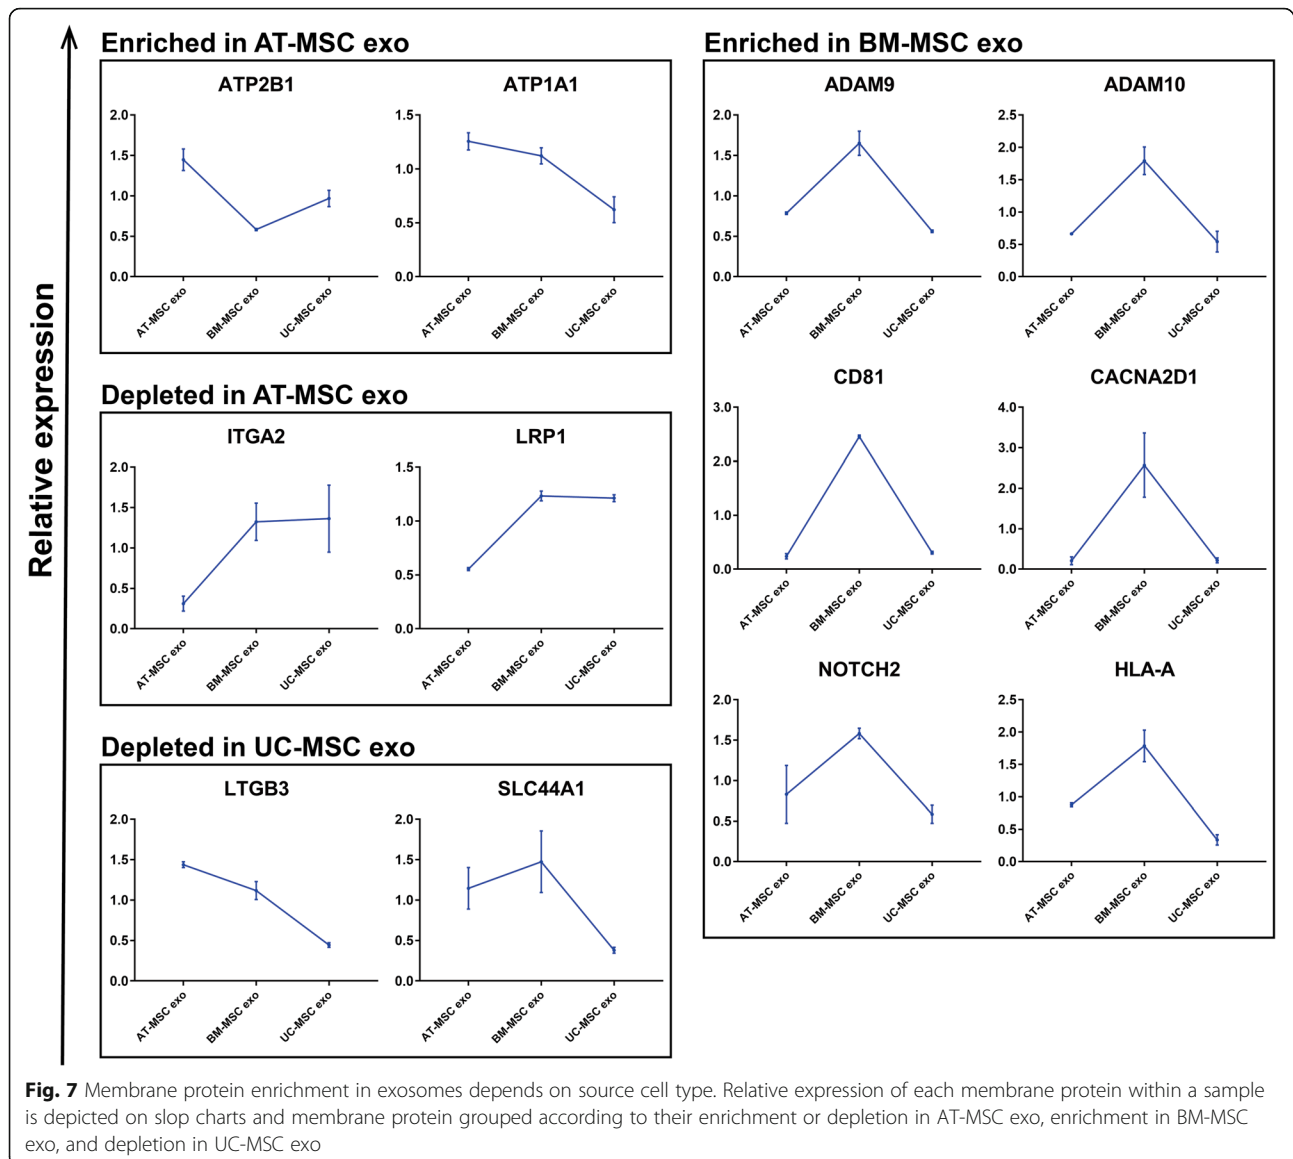 Relative expression
Enriched in AT-MSC exo
ATP2B1
2.0
1.5
1.0
0.5
0.0
AT-MSC exo
BM-MSC exo
UC-MSC exo
ATP1A1
1.5
1.0
0.5
0.0
AT-MSC exo
BM-MSC exo
UC-MSC exo
Depleted in AT-MSC exo
ITGA2
2.0
1.5
1.0
0.5
0.0
AT-MSC exo
BM-MSC exo
UC-MSC exo
LRP1
1.5
1.0
0.5
0.0
AT-MSC exo
BM-MSC exo
UC-MSC exo
Depleted in UC-MSC exo
LTGB3
2.0
1.5
1.0
0.5
0.0
AT-MSC exo
BM-MSC exo
UC-MSC exo
SLC44A1
2.0
1.5
1.0
0.5
0.0
AT-MSC exo
BM-MSC exo
UC-MSC exo
Enriched in BM-MSC exo
ADAM9
2.0
1.5
1.0
0.5
0.0
AT-MSC exo
BM-MSC exo
UC-MSC exo
ADAM10
2.5
2.0
1.5
1.0
0.5
0.0
AT-MSC exo
BM-MSC exo
UC-MSC exo
CD81
3.0
2.0
1.0
0.0
AT-MSC exo
BM-MSC exo
UC-MSC exo
CACNA2D1
4.0
3.0
2.0
1.0
0.0
AT-MSC exo
BM-MSC exo
UC-MSC exo
NOTCH2
2.0
1.5
1.0
0.5
0.0
AT-MSC exo
BM-MSC exo
UC-MSC exo
HLA-A
2.5
2.0
1.5
1.0
0.5
0.0
AT-MSC exo
BM-MSC exo
UC-MSC exo
Fig. 7 Membrane protein enrichment in exosomes depends on source cell type. Relative expression of each membrane protein within a sample
is depicted on slop charts and membrane protein grouped according to their enrichment or depletion in AT-MSC exo, enrichment in BM-MSC
exo, and depletion in UC-MSC exo